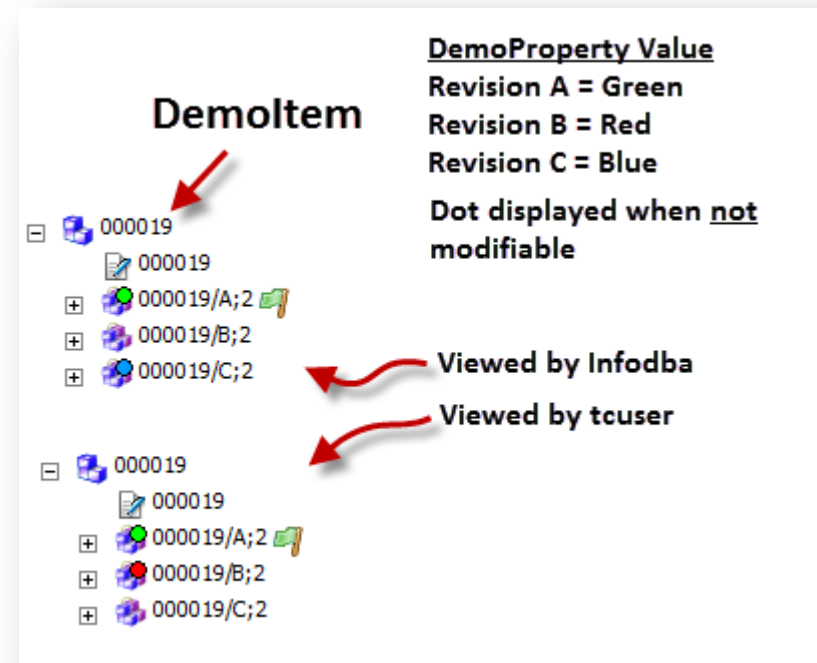 DemoProperty Value
Revision A = Green
Revision B = Red
Revision C = Blue
Dot displayed when not
modifiable
DemoItem
000019
000019
000019/A;2
000019/B;2
000019/C;2
Viewed by Infodba
Viewed by tcuser
000019
000019
000019/A;2
000019/B;2
000019/C;2